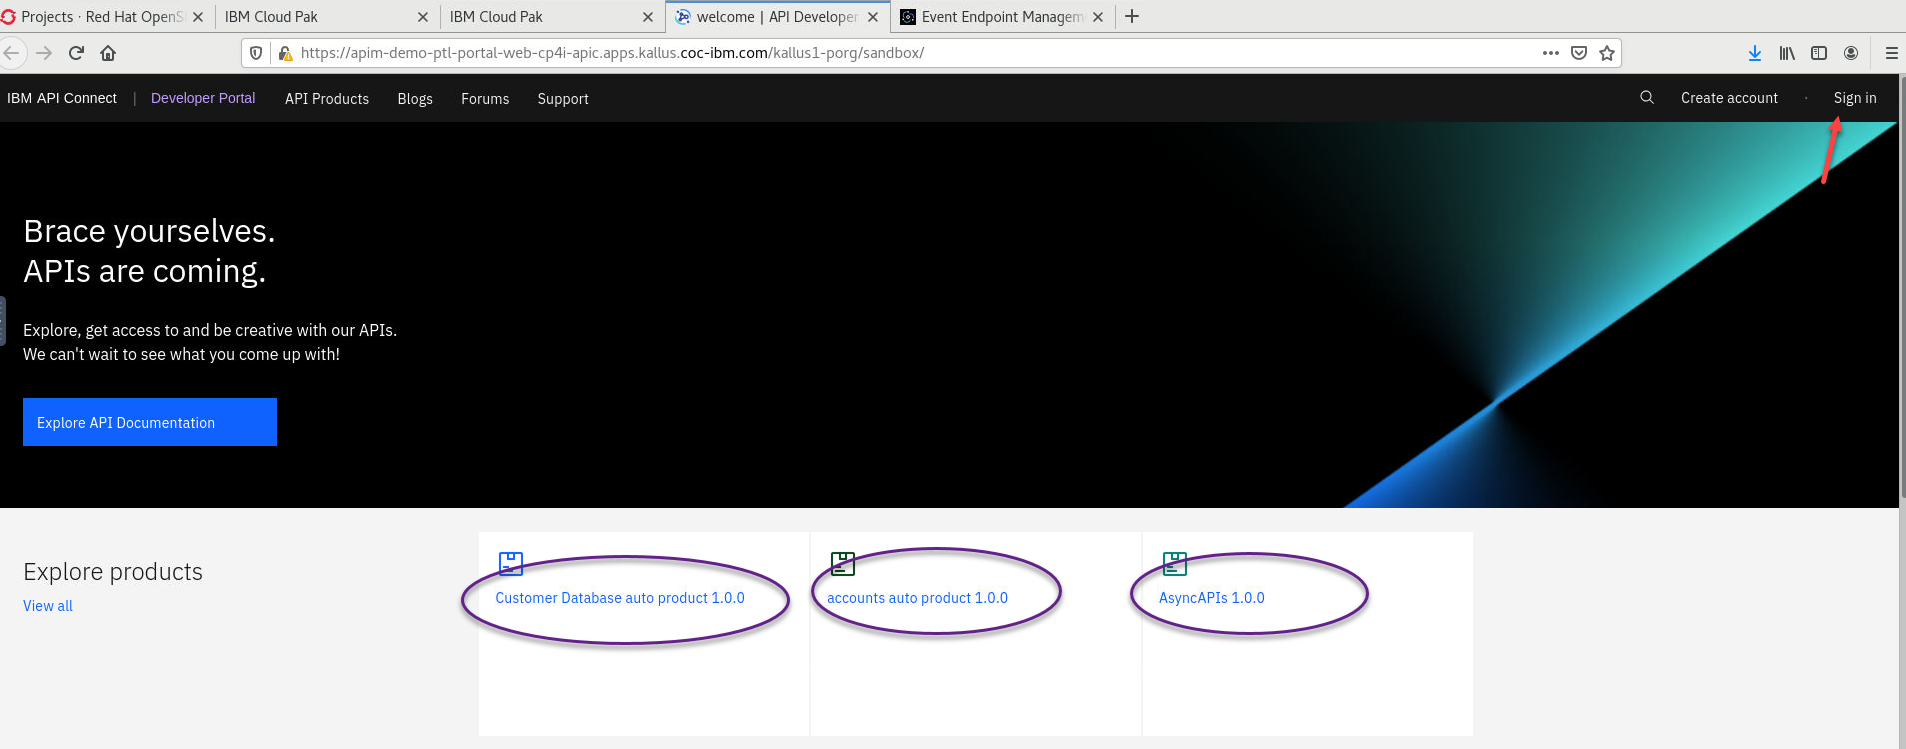 Projects · Red Hat OpenS
IBM Cloud Pak
IBM Cloud Pak
welcome | API Developer
Event Endpoint Managem
https://apim-demo-ptl-portal-web-cp4i-apic.apps.kallus.coc-ibm.com/kallus1-porg/sandbox/
IBM API Connect | Developer Portal API Products Blogs Forums Support Create account · Sign in
Brace yourselves.
APIs are coming.
Explore, get access to and be creative with our APIs.
We can't wait to see what you come up with!
Explore API Documentation
Explore products
View all
Customer Database auto product 1.0.0
accounts auto product 1.0.0
AsyncAPIs 1.0.0